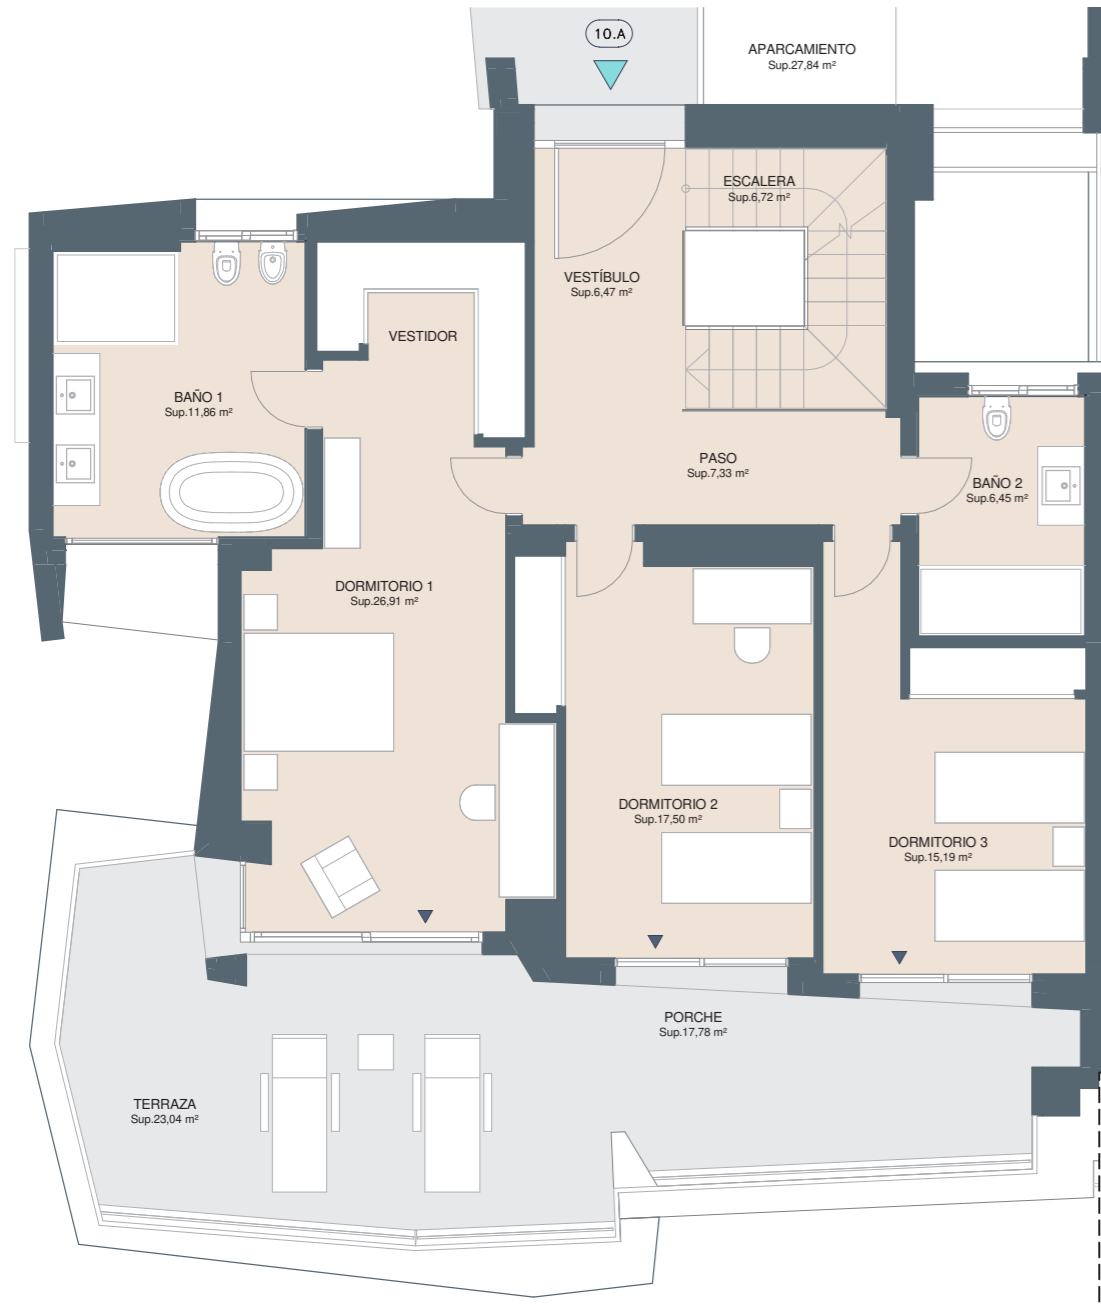 10.A
APARCAMIENTO
Sup.27,84 m²
ESCALERA
Sup.6,72 m²
VESTÍBULO
Sup.6,47 m²
VESTIDOR
BAÑO 1
Sup.11,86 m²
PASO
Sup.7,33 m²
BAÑO 2
Sup.6,45 m²
DORMITORIO 1
Sup.26,91 m²
DORMITORIO 2
Sup.17,50 m²
DORMITORIO 3
Sup.15,19 m²
PORCHE
Sup.17,78 m²
TERRAZA
Sup.23,04 m²